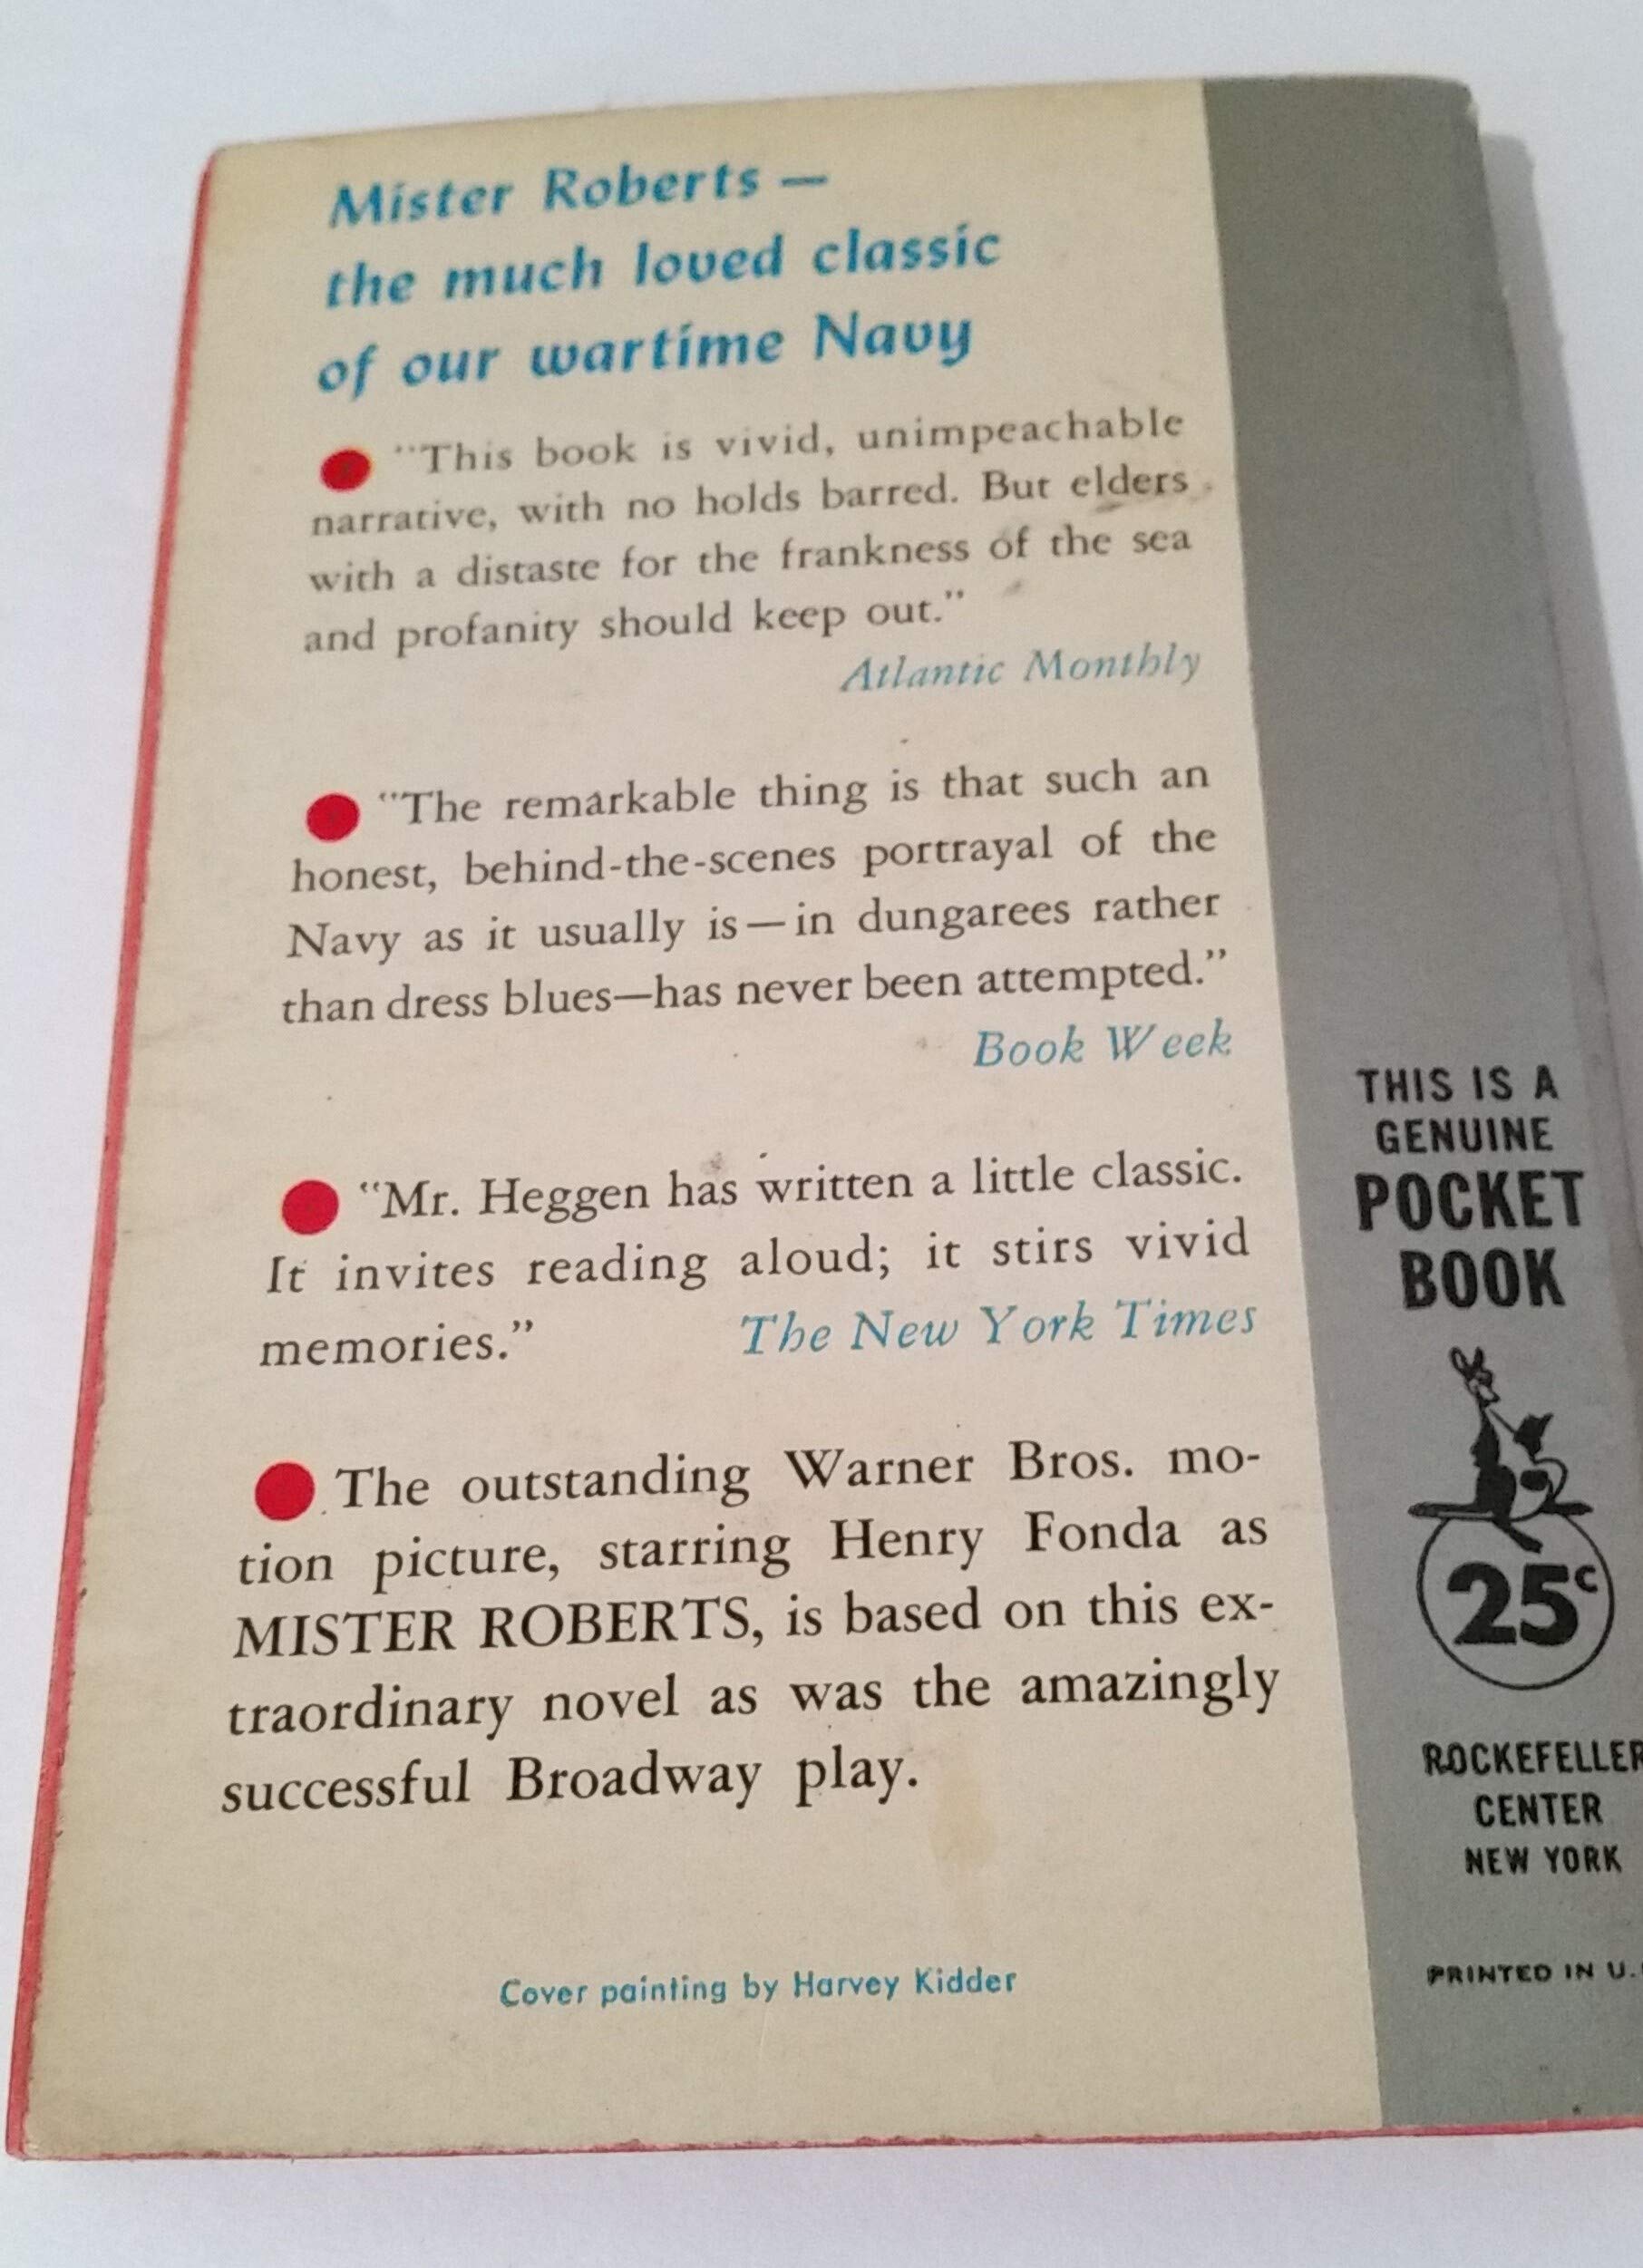 Mister Roberts —
the much loved classic
of our wartime Navy
"This book is vivid, unimpeachable
narrative, with no holds barred. But elders
with a distaste for the frankness of the sea
and profanity should keep out."
Atlantic Monthly
"The remarkable thing is that such an
honest, behind-the-scenes portrayal of the
Navy as it usually is—in dungarees rather
than dress blues—has never been attempted."
Book Week
"Mr. Heggen has written a little classic.
It invites reading aloud; it stirs vivid
memories." The New York Times
The outstanding Warner Bros. mo-
tion picture, starring Henry Fonda as
MISTER ROBERTS, is based on this ex-
traordinary novel as was the amazingly
successful Broadway play.
Cover painting by Harvey Kidder
THIS IS A
GENUINE
POCKET
BOOK
25c
ROCKEFELLER
CENTER
NEW YORK
PRINTED IN U.